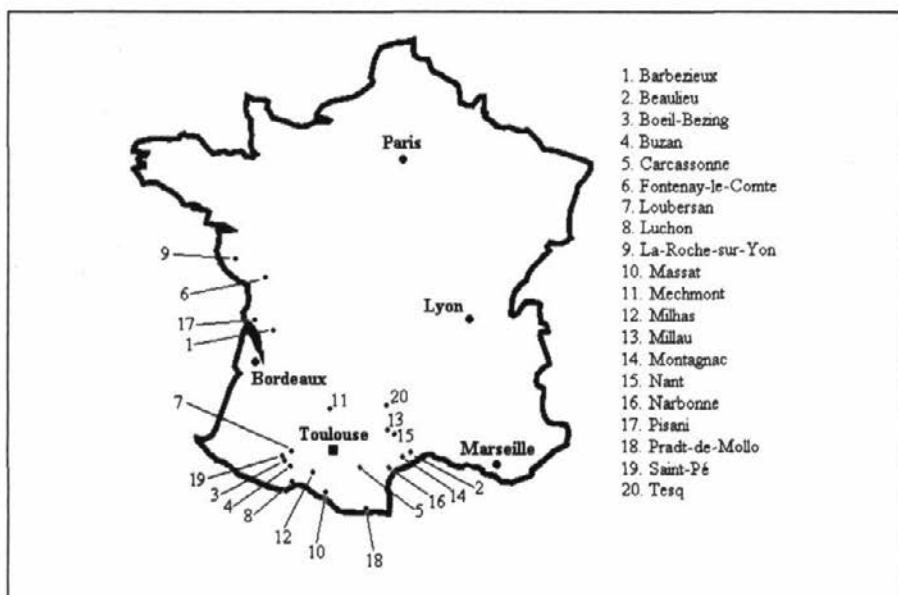 Paris
9
6
Lyon
17
1
Bordeaux
11
20
7
13
Toulouse
15
Marseille
19
3
4
8
12
10
18
5
16
14
2
1. Barbezieux
2. Beaulieu
3. Boeil-Bezing
4. Buzan
5. Carcassonne
6. Fontenay-le-Comte
7. Loubersan
8. Luchon
9. La-Roche-sur-Yon
10. Massat
11. Mechmont
12. Milhas
13. Millau
14. Montagnac
15. Nant
16. Narbonne
17. Pisani
18. Pradt-de-Mollo
19. Saint-Pé
20. Tesq